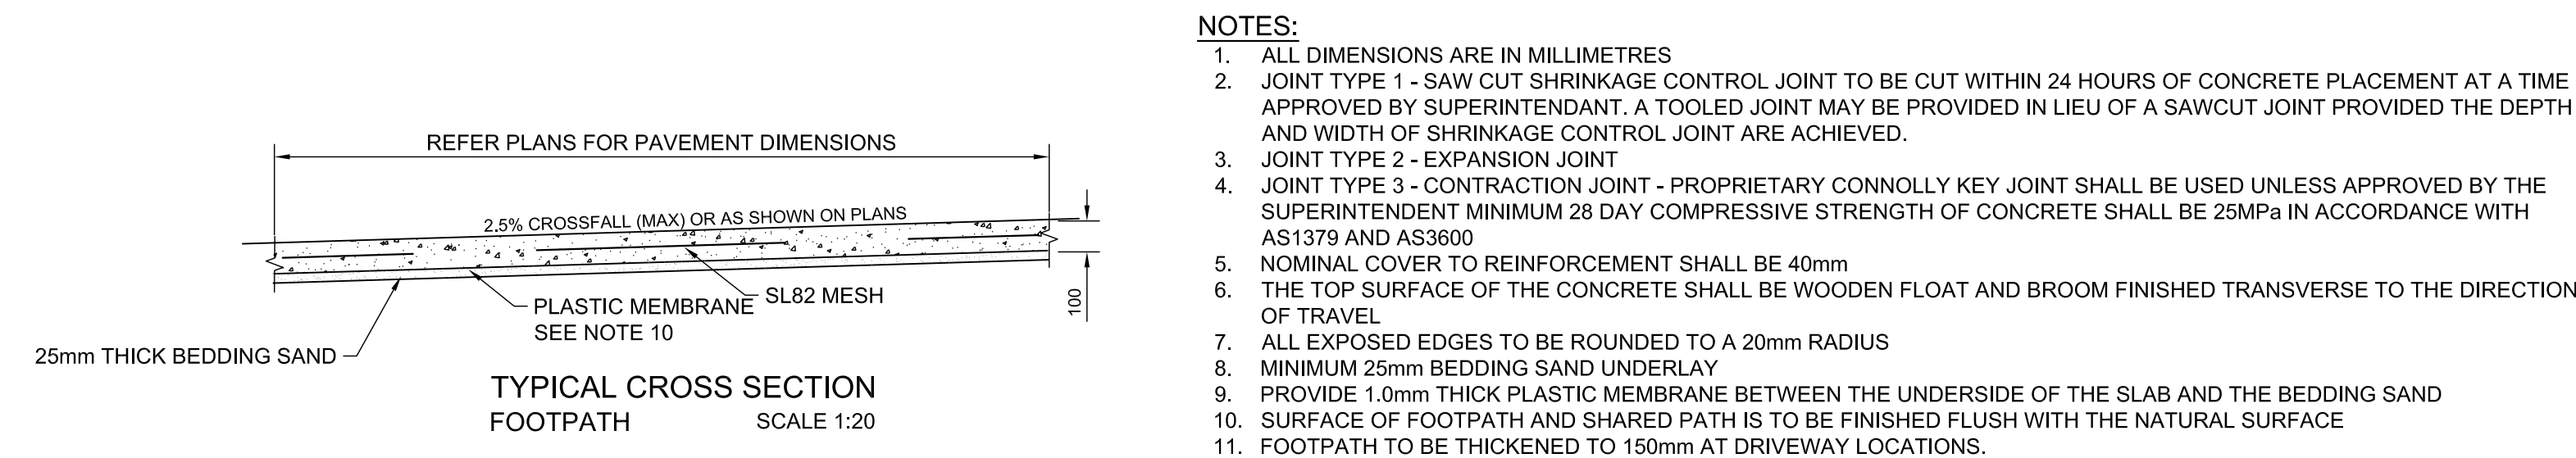 REFER PLANS FOR PAVEMENT DIMENSIONS
2.5% CROSSFALL (MAX) OR AS SHOWN ON PLANS
PLASTIC MEMBRANE
SEE NOTE 10
SL82 MESH
100
25mm THICK BEDDING SAND
TYPICAL CROSS SECTION
FOOTPATH SCALE 1:20
NOTES:
1. ALL DIMENSIONS ARE IN MILLIMETRES
2. JOINT TYPE 1 - SAW CUT SHRINKAGE CONTROL JOINT TO BE CUT WITHIN 24 HOURS OF CONCRETE PLACEMENT AT A TIME
APPROVED BY SUPERINTENDANT. A TOOLED JOINT MAY BE PROVIDED IN LIEU OF A SAWCUT JOINT PROVIDED THE DEPTH
AND WIDTH OF SHRINKAGE CONTROL JOINT ARE ACHIEVED.
3. JOINT TYPE 2 - EXPANSION JOINT
4. JOINT TYPE 3 - CONTRACTION JOINT - PROPRIETARY CONNOLLY KEY JOINT SHALL BE USED UNLESS APPROVED BY THE
SUPERINTENDENT MINIMUM 28 DAY COMPRESSIVE STRENGTH OF CONCRETE SHALL BE 25MPa IN ACCORDANCE WITH
AS1379 AND AS3600
5. NOMINAL COVER TO REINFORCEMENT SHALL BE 40mm
6. THE TOP SURFACE OF THE CONCRETE SHALL BE WOODEN FLOAT AND BROOM FINISHED TRANSVERSE TO THE DIRECTION
OF TRAVEL
7. ALL EXPOSED EDGES TO BE ROUNDED TO A 20mm RADIUS
8. MINIMUM 25mm BEDDING SAND UNDERLAY
9. PROVIDE 1.0mm THICK PLASTIC MEMBRANE BETWEEN THE UNDERSIDE OF THE SLAB AND THE BEDDING SAND
10. SURFACE OF FOOTPATH AND SHARED PATH IS TO BE FINISHED FLUSH WITH THE NATURAL SURFACE
11. FOOTPATH TO BE THICKENED TO 150mm AT DRIVEWAY LOCATIONS.